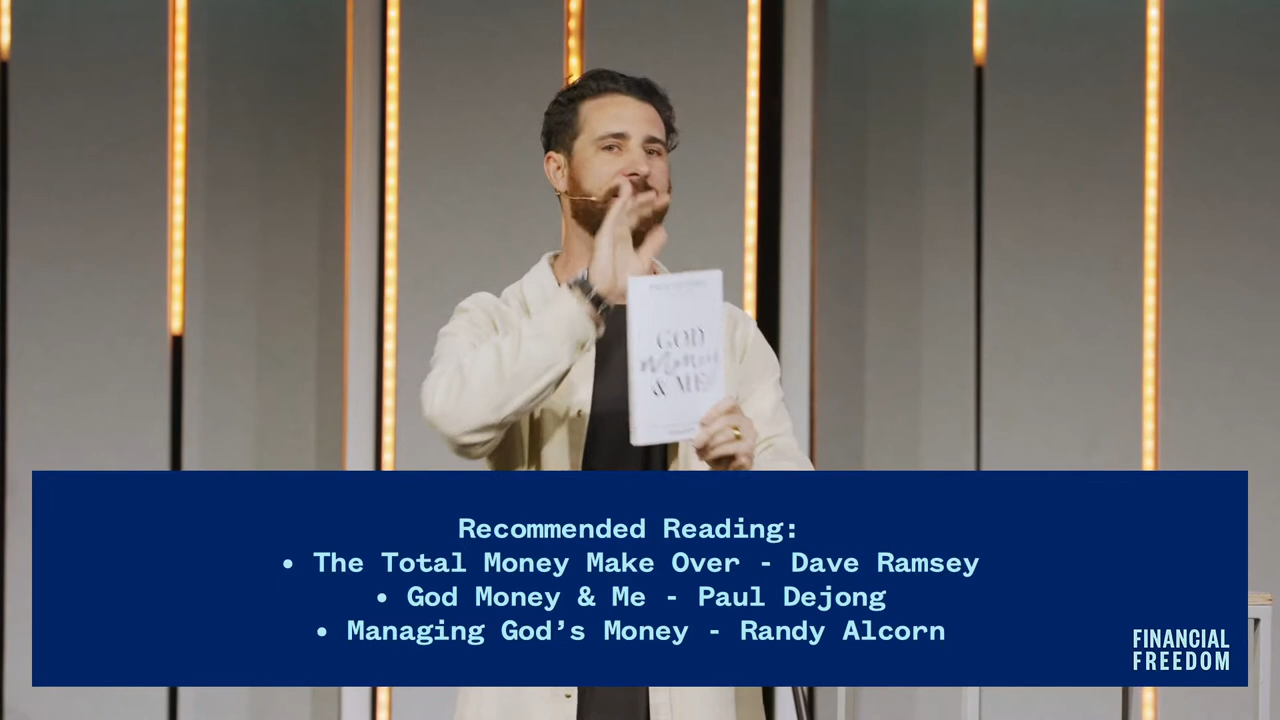 GOD
Money
& ME
Recommended Reading:
• The Total Money Make Over - Dave Ramsey
• God Money & Me - Paul Dejong
• Managing God’s Money - Randy Alcorn
FINANCIAL
FREEDOM